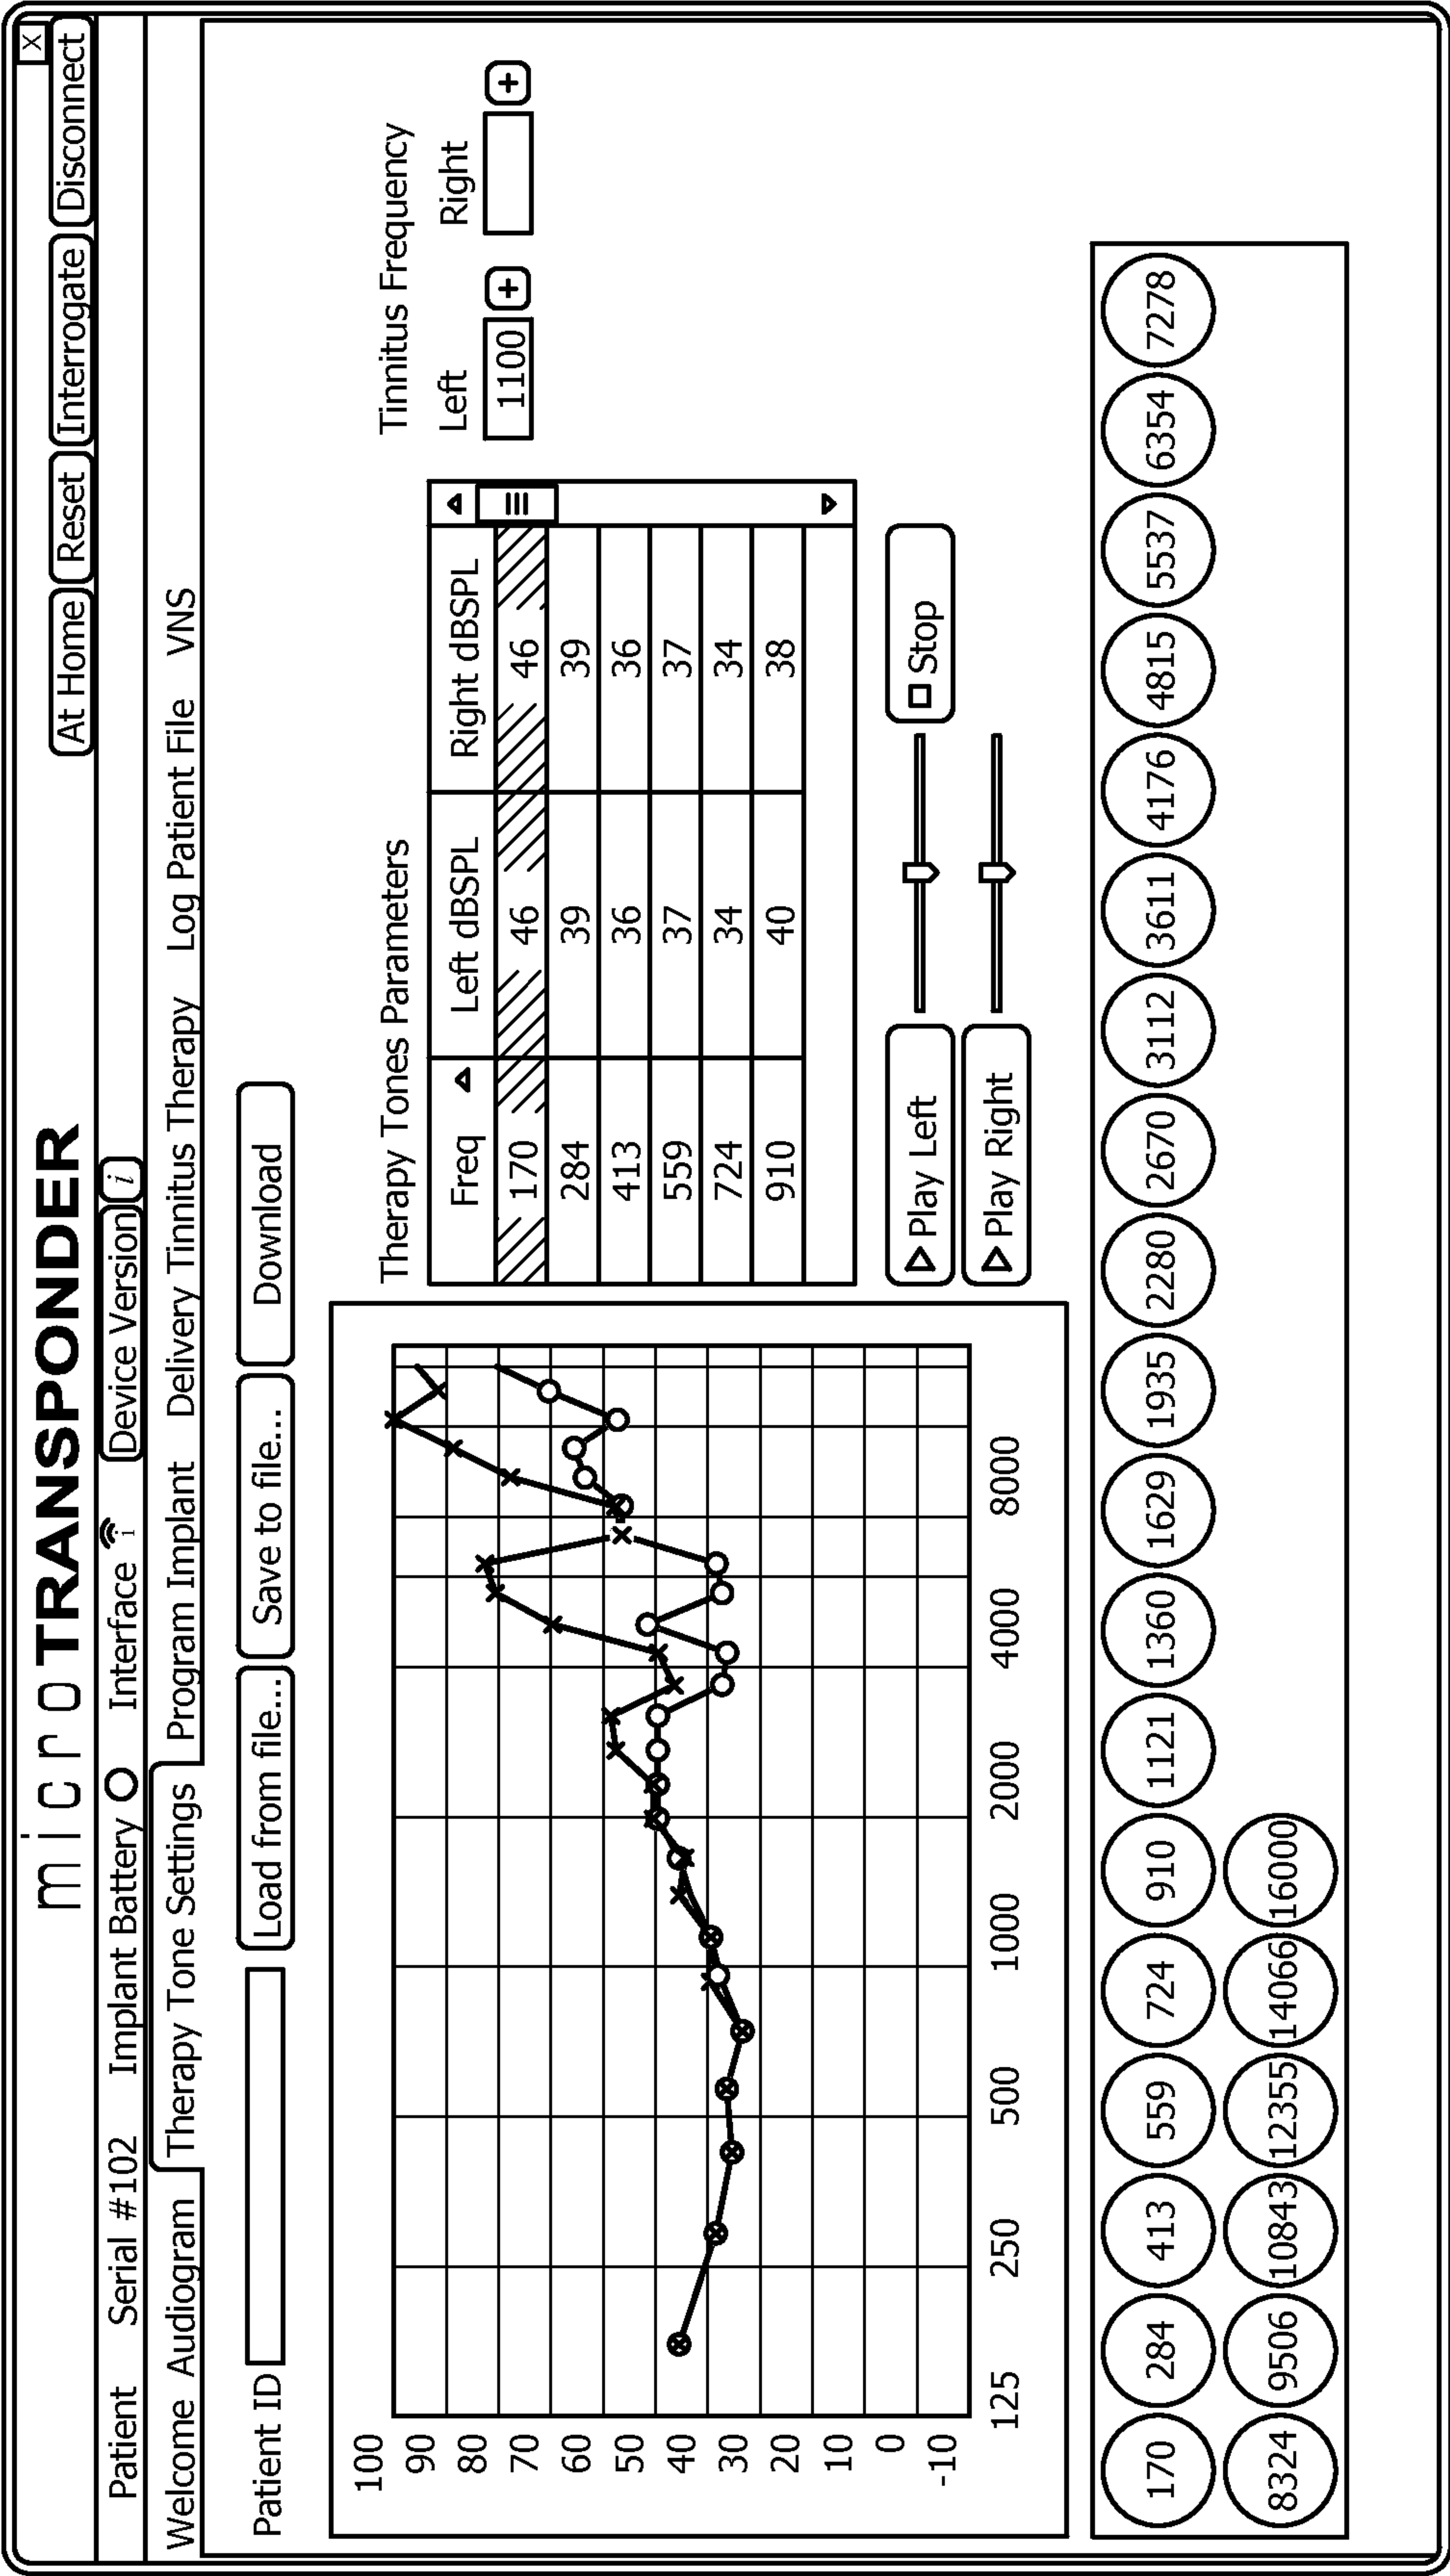 microTRANSPONDER
X
At Home Reset Interrogate Disconnect
Patient Serial #102 Implant Battery Interface Device Version i
Welcome Audiogram Therapy Tone Settings Program Implant Delivery Tinnitus Therapy Log Patient File VNS
Patient ID Load from file... Save to file... Download
100
90
80
70
60
50
40
30
20
10
0
-10
125 250 500 1000 2000 4000 8000
Therapy Tones Parameters
Freq Left dBSPL Right dBSPL
170 46 46
284 39 39
413 36 36
559 37 37
724 34 34
910 40 38
Play Left Stop
Play Right
Tinnitus Frequency
Left Right
1100 + +
170 284 413 559 724 910 1121 1360 1629 1935 2280 2670 3112 3611 4176 4815 5537 6354 7278
8324 9506 10843 12355 14066 16000